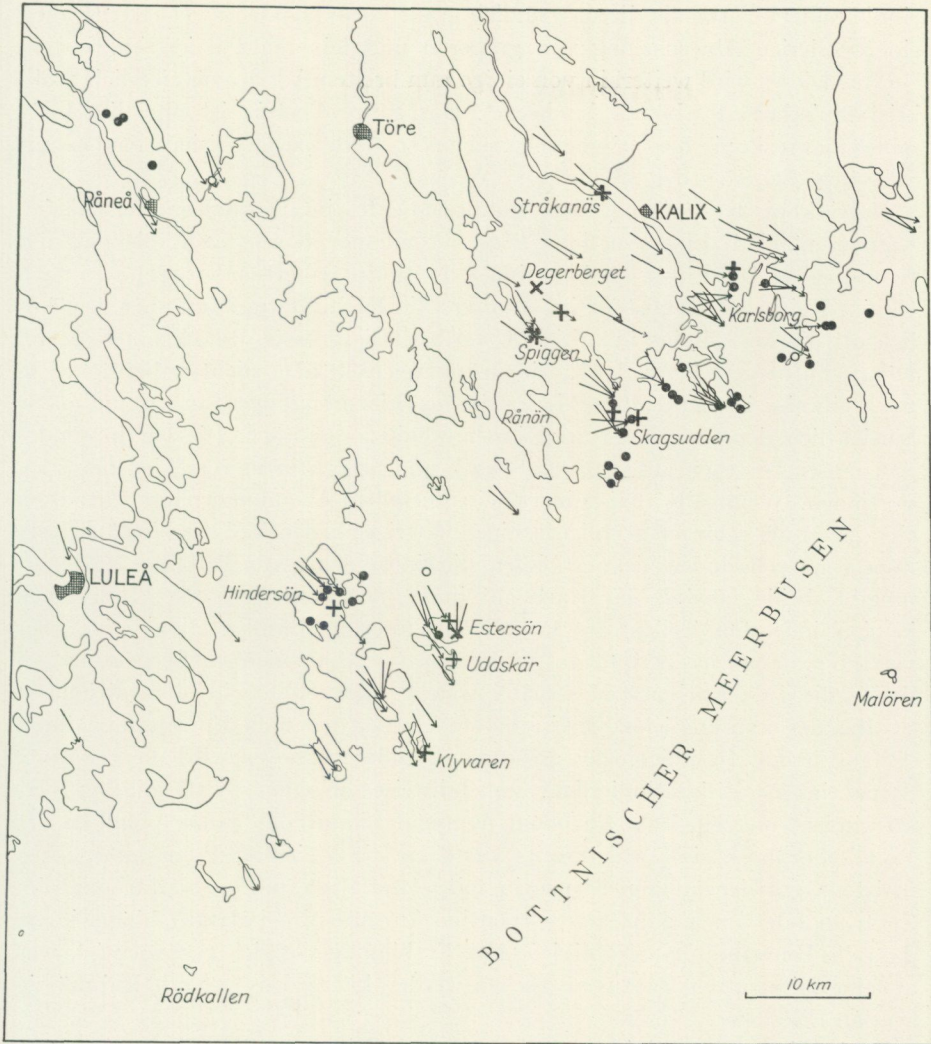 Töre
Råneå
Stråkanäs
KALIX
Degerberget
Karlsborg
Spiggen
Rånön
Skagsudden
LULEÅ
Hindersön
Estersön
Uddskär
Malören
Klyvaren
BOTTNISCHER MEERBUSEN
Rödkallen
10 km